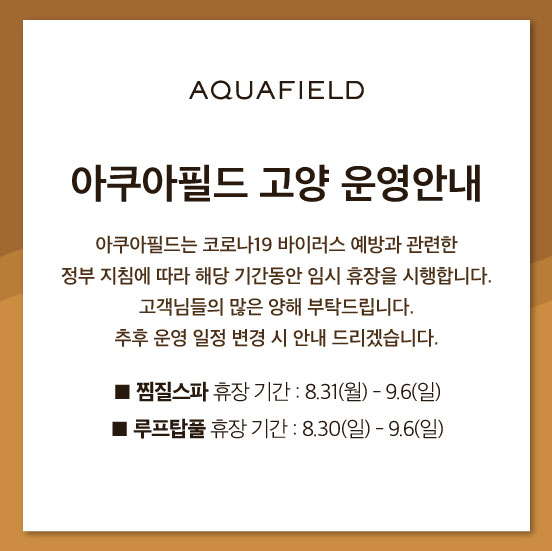 AQUAFIELD
아쿠아필드 고양 운영안내
아쿠아필드는 코로나19 바이러스 예방과 관련한
정부 지침에 따라 해당 기간동안 임시 휴장을 시행합니다.
고객님들의 많은 양해 부탁드립니다.
추후 운영 일정 변경 시 안내 드리겠습니다.
■ 찜질스파 휴장 기간 : 8.31(월) - 9.6(일)
■ 루프탑풀 휴장 기간 : 8.30(일) - 9.6(일)